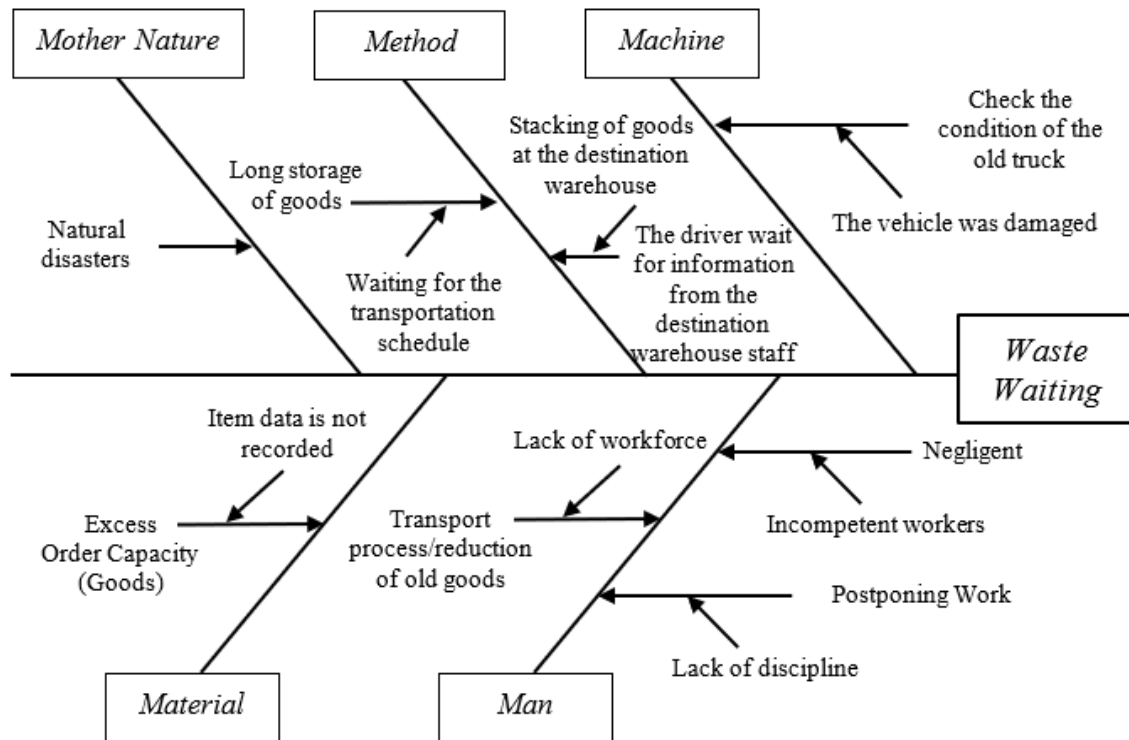 Mother Nature
Method
Machine
Natural
disasters
Long storage
of goods
Waiting for the
transportation
schedule
Stacking of goods
at the destination
warehouse
The driver wait
for information
from the
destination
warehouse staff
Check the
condition of the
old truck
The vehicle was damaged
Waste
Waiting
Item data is not
recorded
Excess
Order Capacity
(Goods)
Lack of workforce
Transport
process/reduction
of old goods
Negligent
Incompetent workers
Postponing Work
Lack of discipline
Material
Man